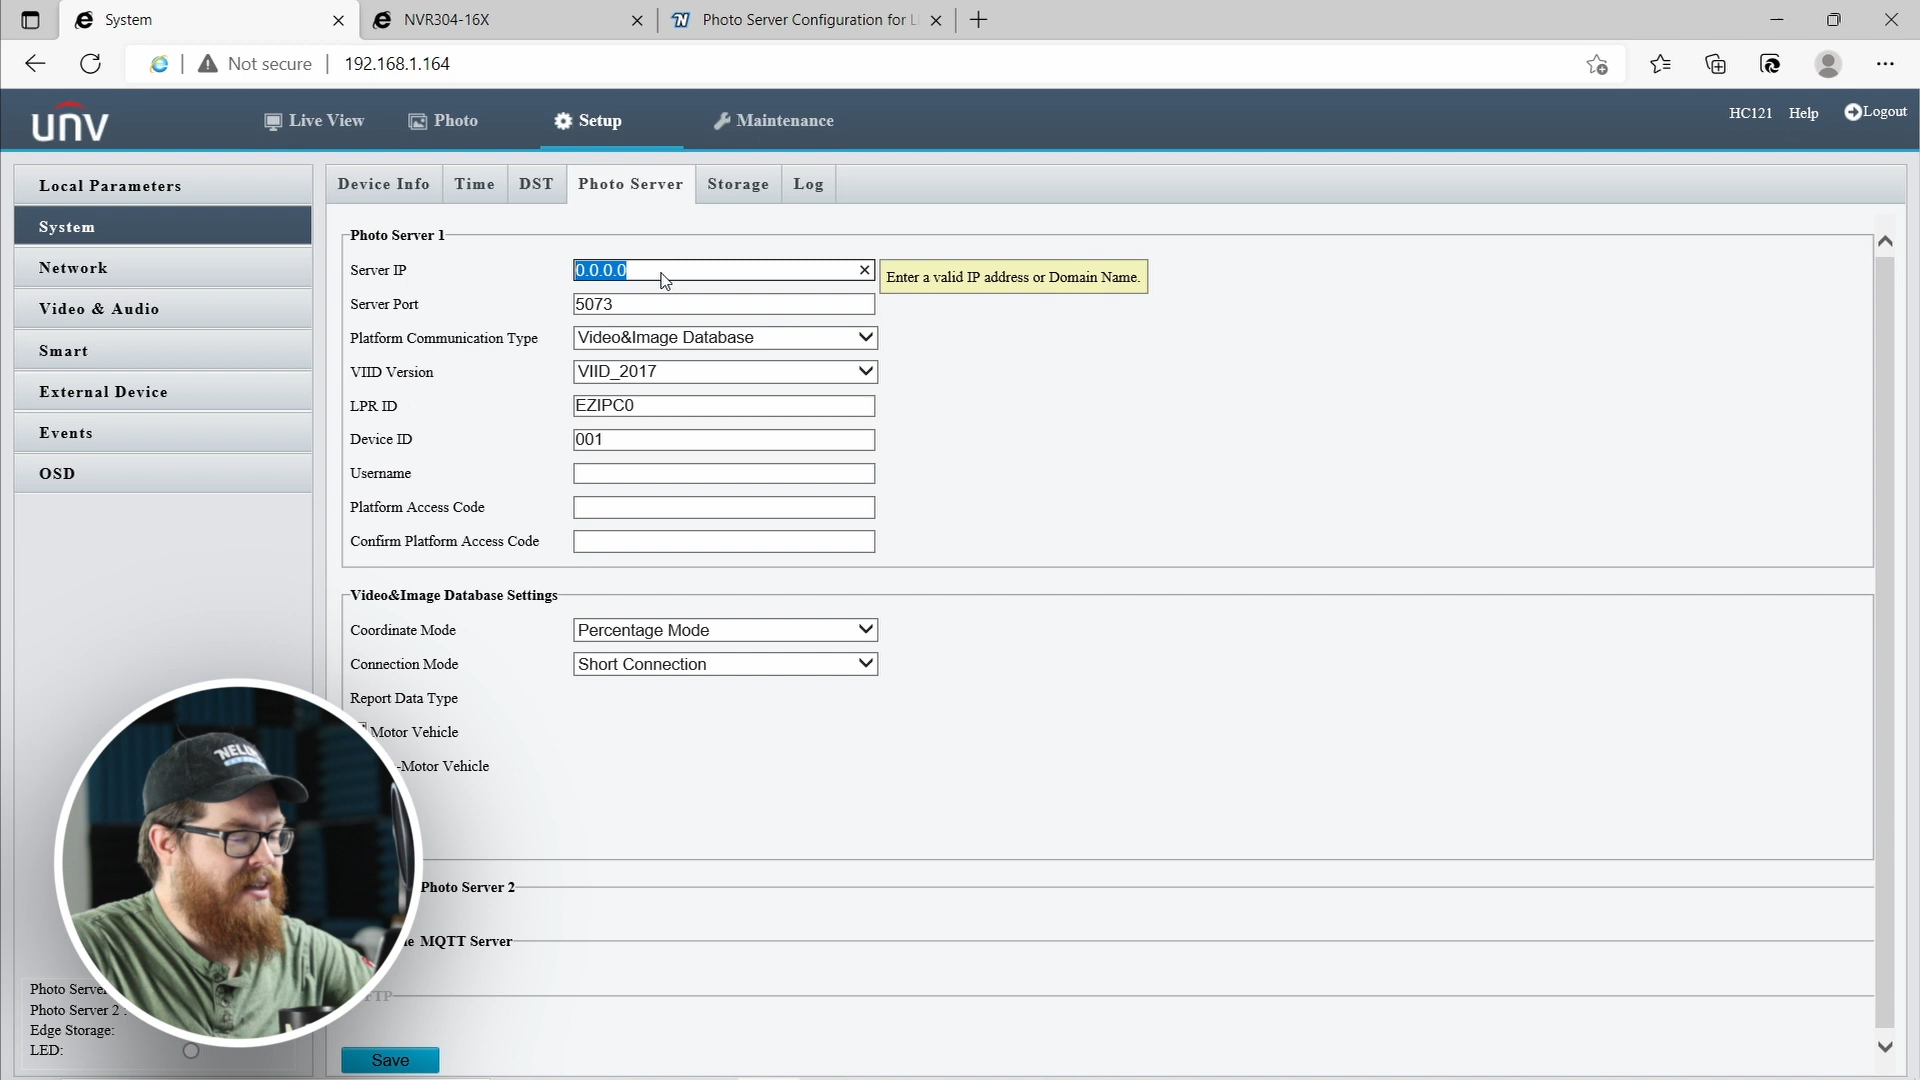 System
NVR304-16X
Photo Server Configuration for L
Not secure
192.168.1.164
unv
Live View
Photo
Setup
Maintenance
HC121
Help
Logout
Local Parameters
System
Network
Video & Audio
Smart
External Device
Events
OSD
Device Info
Time
DST
Photo Server
Storage
Log
Photo Server 1
Server IP
0.0.0.0
Enter a valid IP address or Domain Name.
Server Port
5073
Platform Communication Type
Video&Image Database
VIID Version
VIID_2017
LPR ID
EZIPC0
Device ID
001
Username
Platform Access Code
Confirm Platform Access Code
Video&Image Database Settings
Coordinate Mode
Percentage Mode
Connection Mode
Short Connection
Report Data Type
Motor Vehicle
-Motor Vehicle
Photo Server 2
MQTT Server
Photo Serve
Photo Server 2
Edge Storage:
LED:
Save